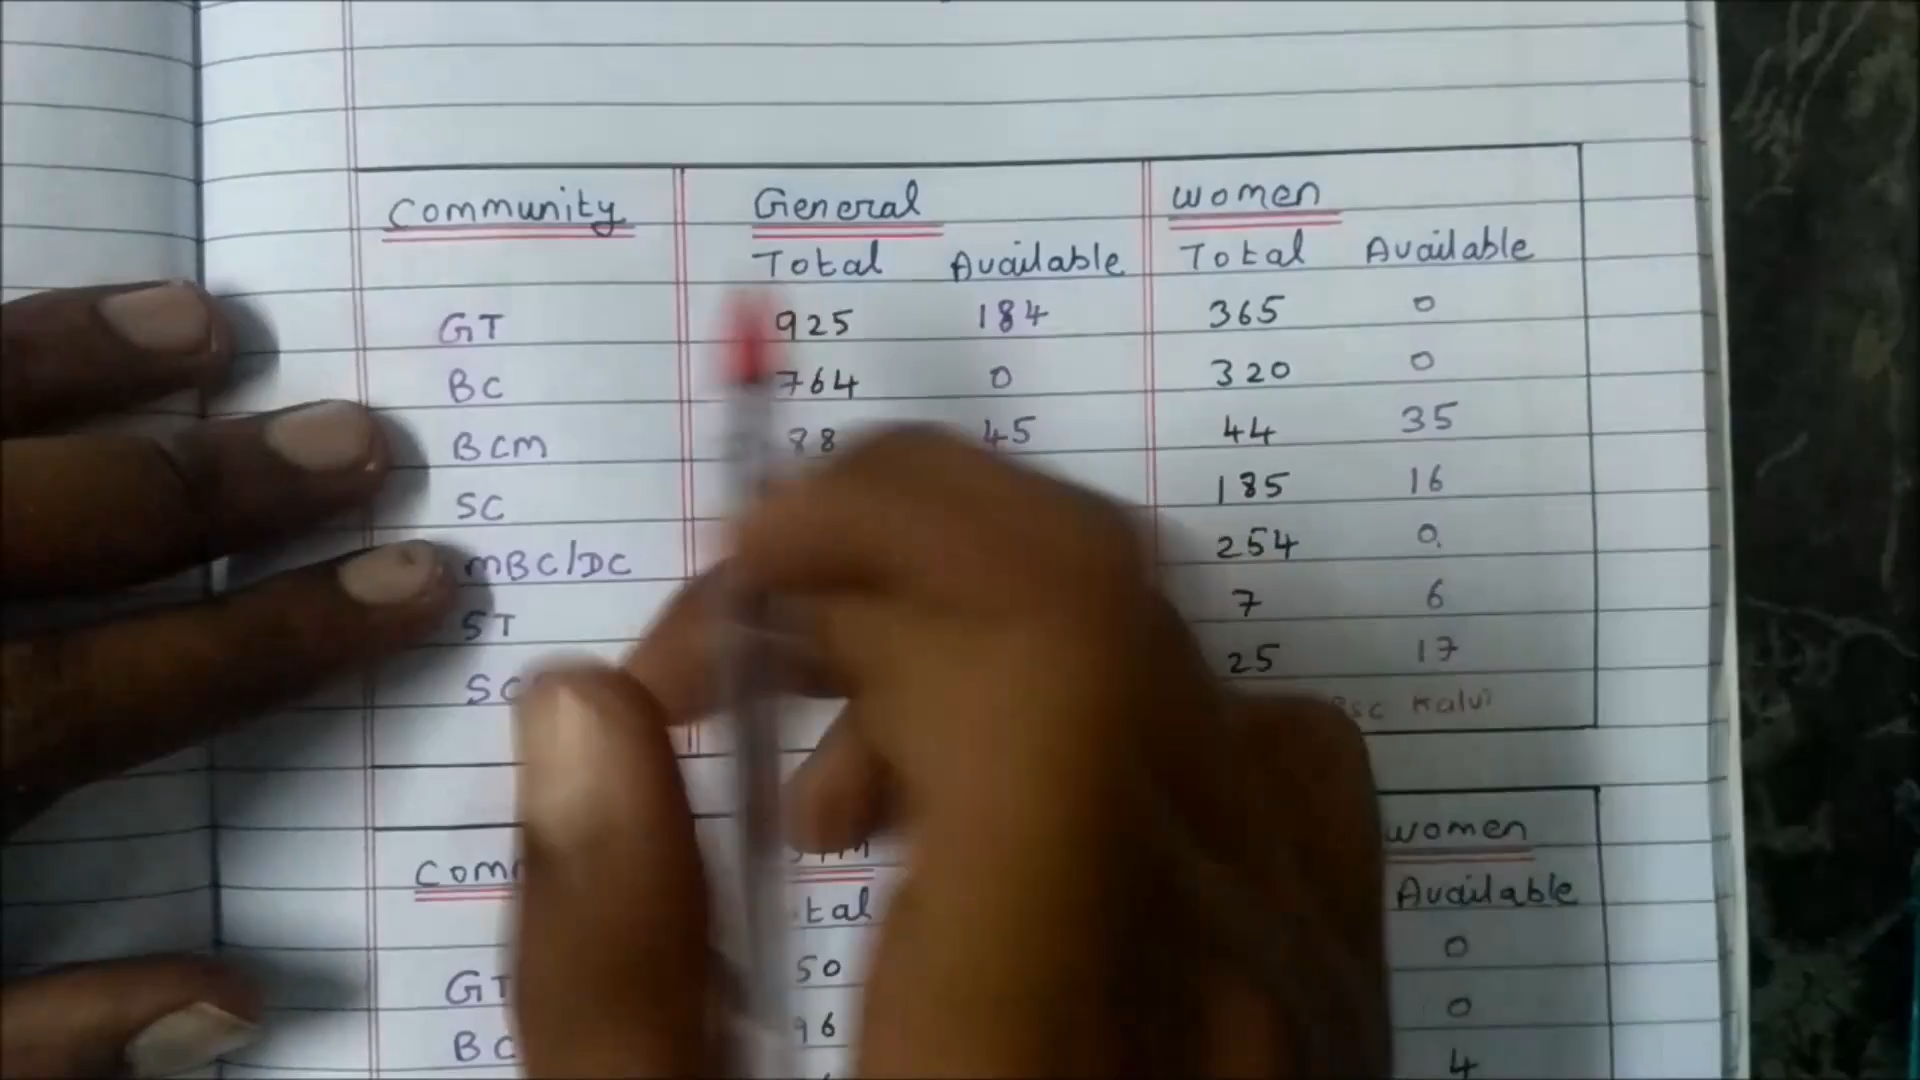 Community General Women
Total Available Total Available
GT 925 184 365 0
BC 764 0 320 0
BCM 88 45 44 35
SC 185 16
MBC/DC 254 0
ST 7 6
25 17
Kalvi
Women
Available
GT 50 0
BC 96 0
4